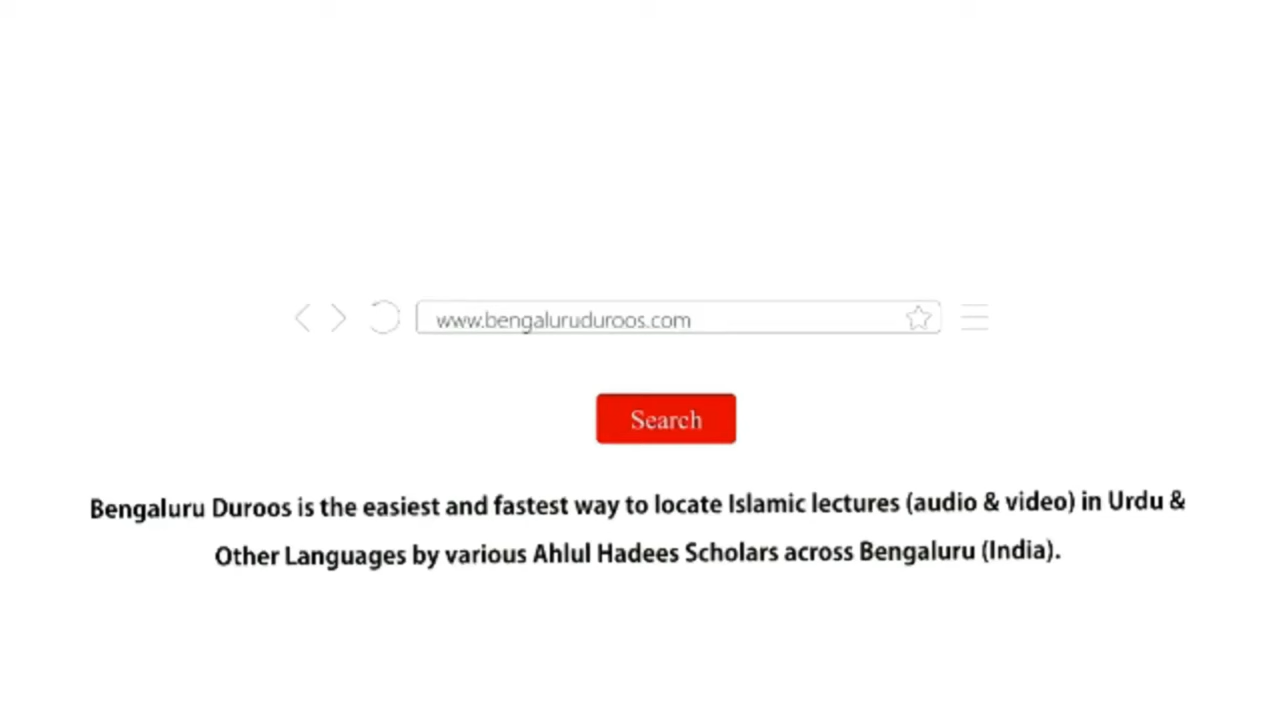 www.bengaluruduroos.com
Search
Bengaluru Duroos is the easiest and fastest way to locate Islamic lectures (audio & video) in Urdu &
Other Languages by various Ahlul Hadees Scholars across Bengaluru (India).